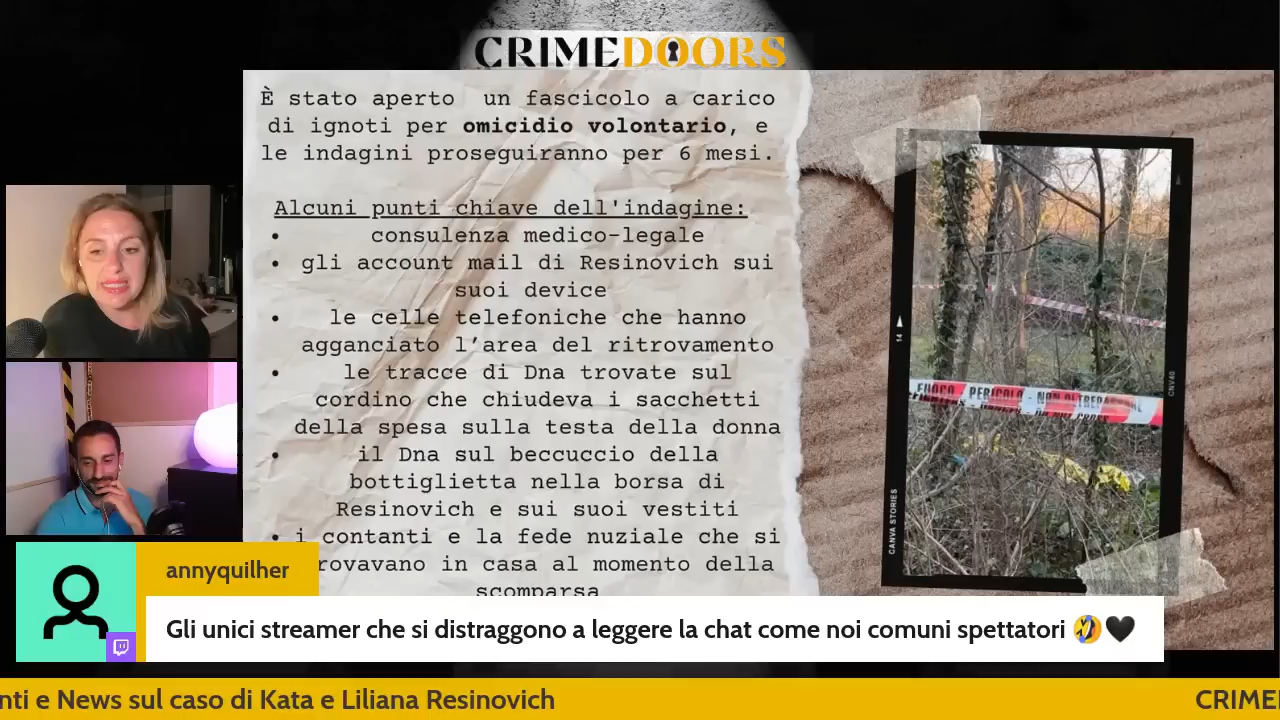 CRIMEDOORS
È stato aperto un fascicolo a carico
di ignoti per omicidio volontario, e
le indagini proseguiranno per 6 mesi.
Alcuni punti chiave dell'indagine:
• consulenza medico-legale
• gli account mail di Resinovich sui
suoi device
• le celle telefoniche che hanno
agganciato l’area del ritrovamento
• le tracce di Dna trovate sul
cordino che chiudeva i sacchetti
della spesa sulla testa della donna
• il Dna sul beccuccio della
bottiglietta nella borsa di
Resinovich e sui suoi vestiti
• i contanti e la fede nuziale che si
rovavano in casa al momento della
scomparsa
14
CANVA STORIES
CNV40
PERICOLO - NON OLTREPASSARE
annyquilher
Gli unici streamer che si distraggono a leggere la chat come noi comuni spettatori 🤣🖤
nti e News sul caso di Kata e Liliana Resinovich
CRIME